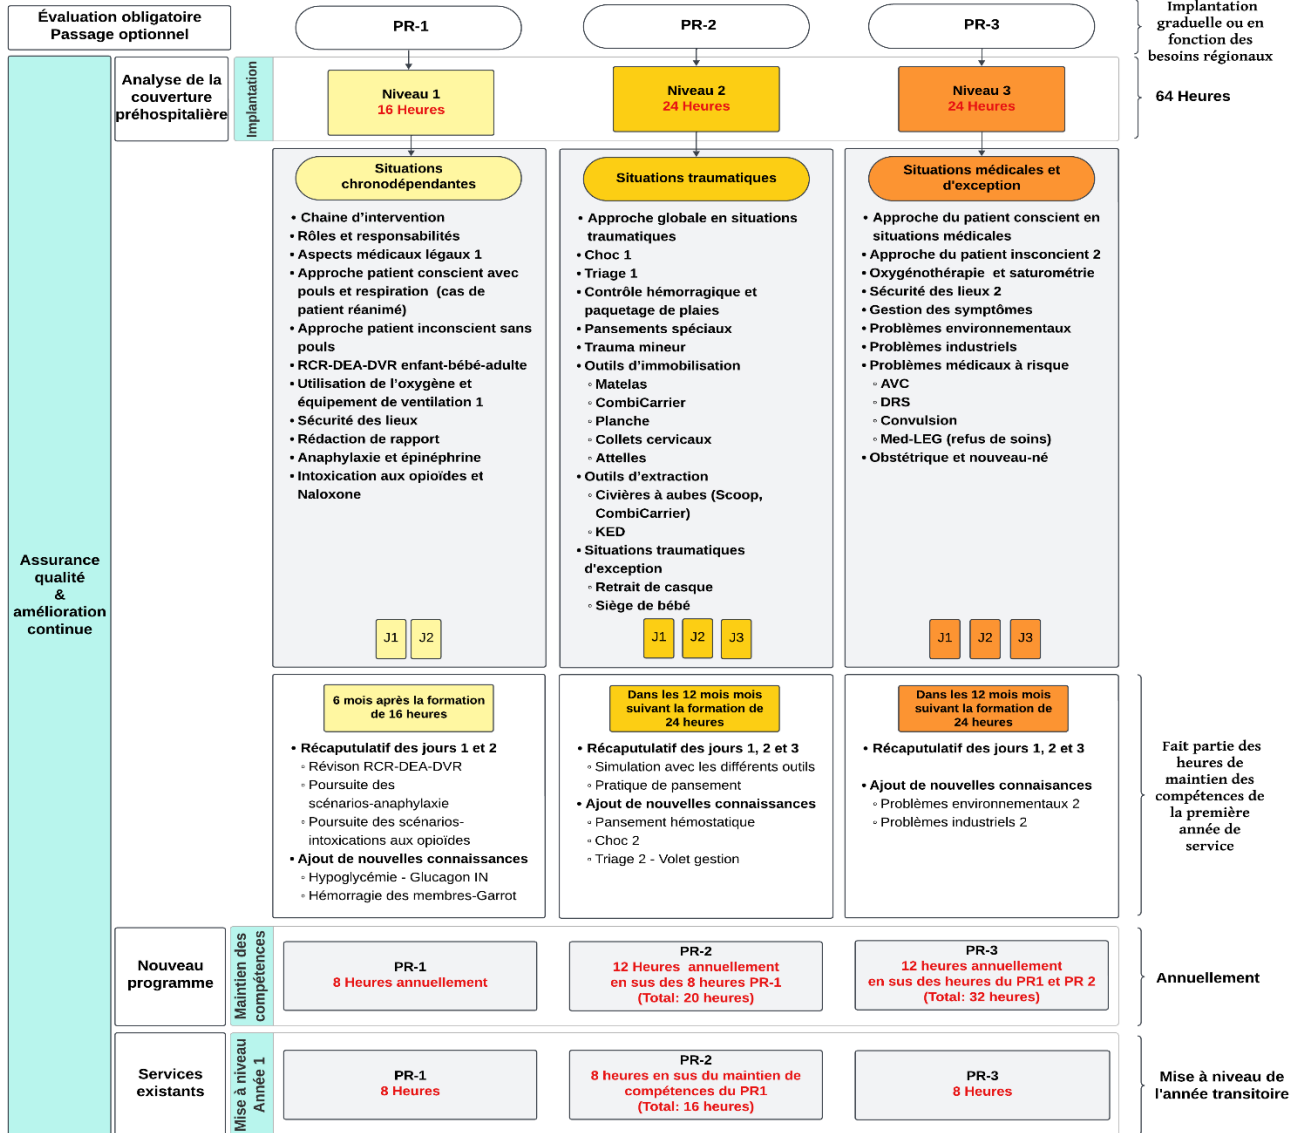 Évaluation obligatoire
Passage optionnel
PR-1
PR-2
PR-3
Implantation
graduelle ou en
fonction des
besoins régionaux
Analyse de la
couverture
préhospitalière
Implantation
Niveau 1
16 Heures
Niveau 2
24 Heures
Niveau 3
24 Heures
64 Heures
Assurance
qualité
&
amélioration
continue
Situations
chronodépendantes
• Chaine d'intervention
• Rôles et responsabilités
• Aspects médicaux légaux 1
• Approche patient conscient avec
pouls et respiration (cas de
patient réanimé)
• Approche patient inconscient sans
pouls
• RCR-DEA-DVR enfant-bébé-adulte
• Utilisation de l'oxygène et
équipement de ventilation 1
• Sécurité des lieux
• Rédaction de rapport
• Anaphylaxie et épinéphrine
• Intoxication aux opioïdes et
Naloxone
J1
J2
Situations traumatiques
• Approche globale en situations
traumatiques
• Choc 1
• Triage 1
• Contrôle hémorragique et
paquetage de plaies
• Pansements spéciaux
• Trauma mineur
• Outils d'immobilisation
◦ Matelas
◦ CombiCarrier
◦ Planche
◦ Collets cervicaux
◦ Attelles
• Outils d'extraction
◦ Civières à aubes (Scoop,
CombiCarrier)
◦ KED
• Situations traumatiques
d'exception
◦ Retrait de casque
◦ Siège de bébé
J1
J2
J3
Situations médicales et
d'exception
• Approche du patient conscient en
situations médicales
• Approche du patient insconcient 2
• Oxygénothérapie et saturométrie
• Sécurité des lieux 2
• Gestion des symptômes
• Problèmes environnementaux
• Problèmes industriels
• Problèmes médicaux à risque
◦ AVC
◦ DRS
◦ Convulsion
◦ Med-LEG (refus de soins)
• Obstétrique et nouveau-né
J1
J2
J3
6 mois après la formation
de 16 heures
• Récaputulatif des jours 1 et 2
◦ Révison RCR-DEA-DVR
◦ Poursuite des
scénarios-anaphylaxie
◦ Poursuite des scénarios-
intoxications aux opioïdes
• Ajout de nouvelles connaissances
◦ Hypoglycémie - Glucagon IN
◦ Hémorragie des membres-Garrot
Dans les 12 mois mois
suivant la formation de
24 heures
• Récaputulatif des jours 1, 2 et 3
◦ Simulation avec les différents outils
◦ Pratique de pansement
• Ajout de nouvelles connaissances
◦ Pansement hémostatique
◦ Choc 2
◦ Triage 2 - Volet gestion
Dans les 12 mois mois
suivant la formation de
24 heures
• Récaputulatif des jours 1, 2 et 3
• Ajout de nouvelles connaisances
◦ Problèmes environnementaux 2
◦ Problèmes industriels 2
Fait partie des
heures de
maintien des
compétences de
la première
année de
service
Nouveau
programme
Maintien des
compétences
PR-1
8 Heures annuellement
PR-2
12 Heures annuellement
en sus des 8 heures PR-1
(Total: 20 heures)
PR-3
12 heures annuellement
en sus des heures du PR1 et PR 2
(Total: 32 heures)
Annuellement
Services
existants
Mise à niveau
Année 1
PR-1
8 Heures
PR-2
8 heures en sus du maintien de
compétences du PR1
(Total: 16 heures)
PR-3
8 Heures
Mise à niveau de
l'année transitoire